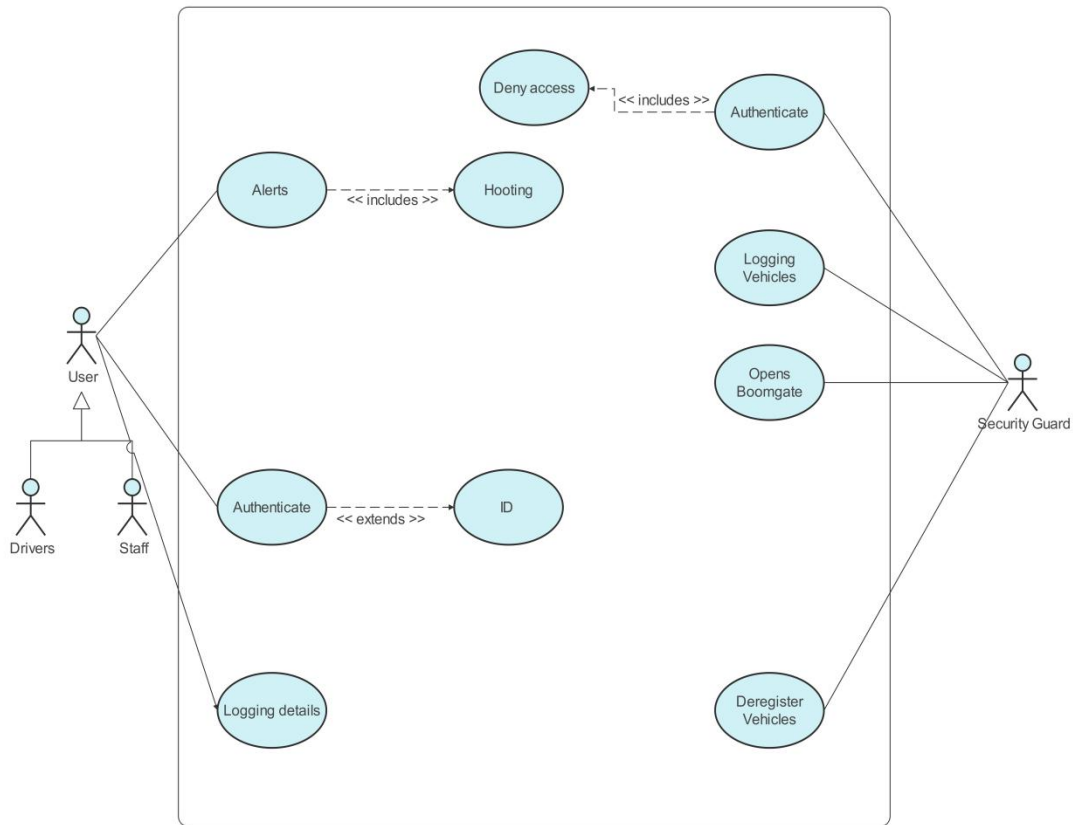 Deny access
<< includes >>
Authenticate
Alerts
<< includes >>
Hooting
Logging
Vehicles
User
Opens
Boomgate
Security Guard
Authenticate
<< extends >>
ID
Drivers
Staff
Logging details
Deregister
Vehicles